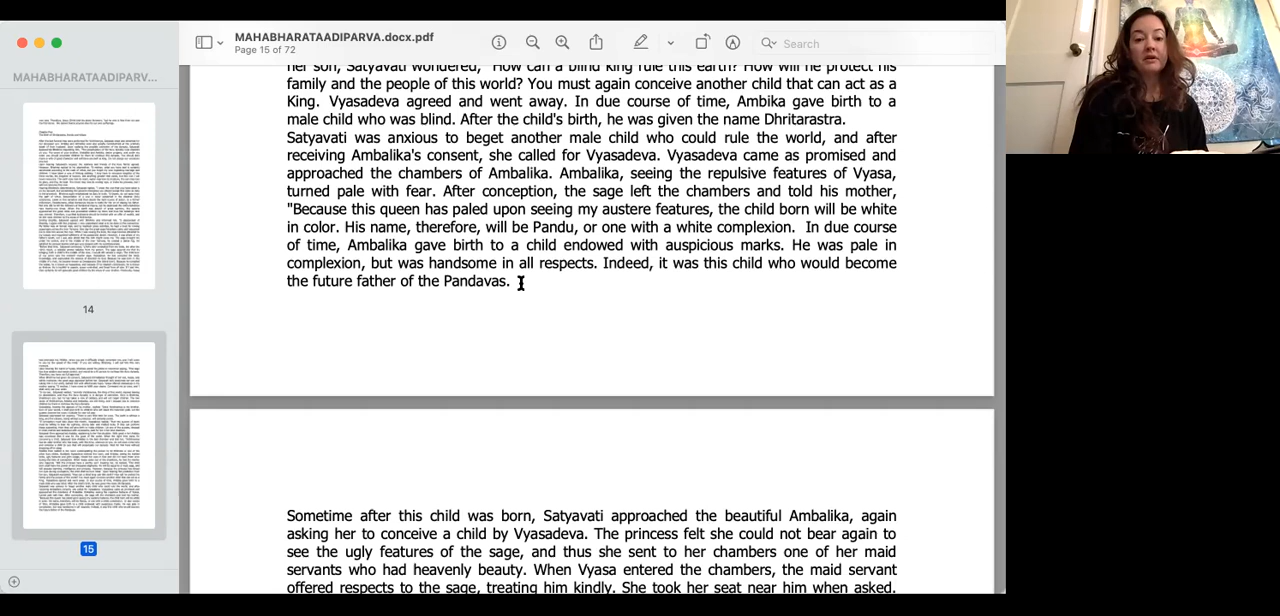 MAHABHARATAADIPARVA.docx.pdf
Page 15 of 72
Search
MAHABHARATAADIPARV...
14
15
her son, Satyavati wondered, "How can a blind King rule this earth? How will he protect his
family and the people of this world? You must again conceive another child that can act as a
King. Vyasadeva agreed and went away. In due course of time, Ambika gave birth to a
male child who was blind. After the child's birth, he was given the name Dhritarastra.
Satyavati was anxious to beget another male child who could rule the world, and after
receiving Ambalika's consent, she called for Vyasadeva. Vyasadeva came as promised and
approached the chambers of Ambalika. Ambalika, seeing the repulsive features of Vyasa,
turned pale with fear. After conception, the sage left the chambers and told his mother,
"Because this queen has paled upon seeing my austere features, the child born will be white
in color. His name, therefore, will be Pandu, or one with a white complexion. In due course
of time, Ambalika gave birth to a child endowed with auspicious marks. He was pale in
complexion, but was handsome in all respects. Indeed, it was this child who would become
the future father of the Pandavas.
Sometime after this child was born, Satyavati approached the beautiful Ambalika, again
asking her to conceive a child by Vyasadeva. The princess felt she could not bear again to
see the ugly features of the sage, and thus she sent to her chambers one of her maid
servants who had heavenly beauty. When Vyasa entered the chambers, the maid servant
offered respects to the sage, treating him kindly. She took her seat near him when asked.